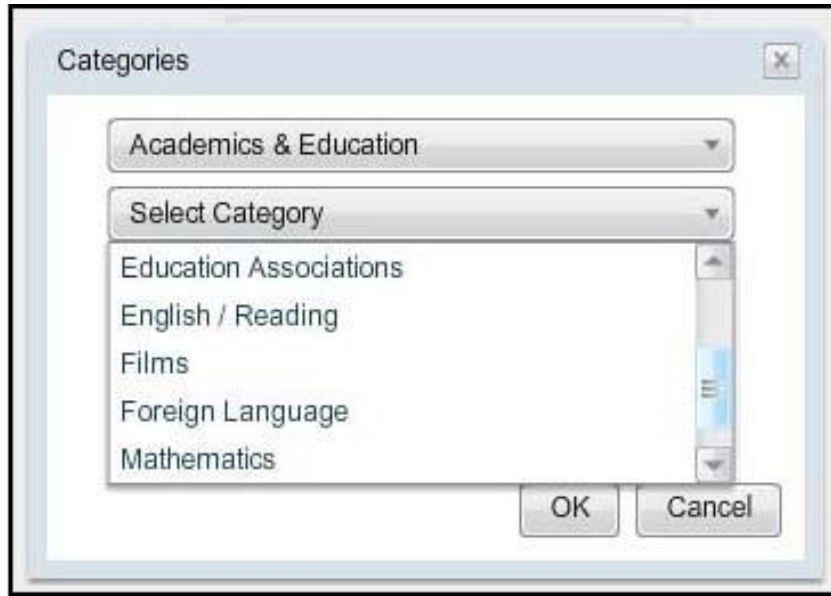 Categories
Academics & Education
Select Category
Education Associations
English / Reading
Films
Foreign Language
Mathematics
OK Cancel